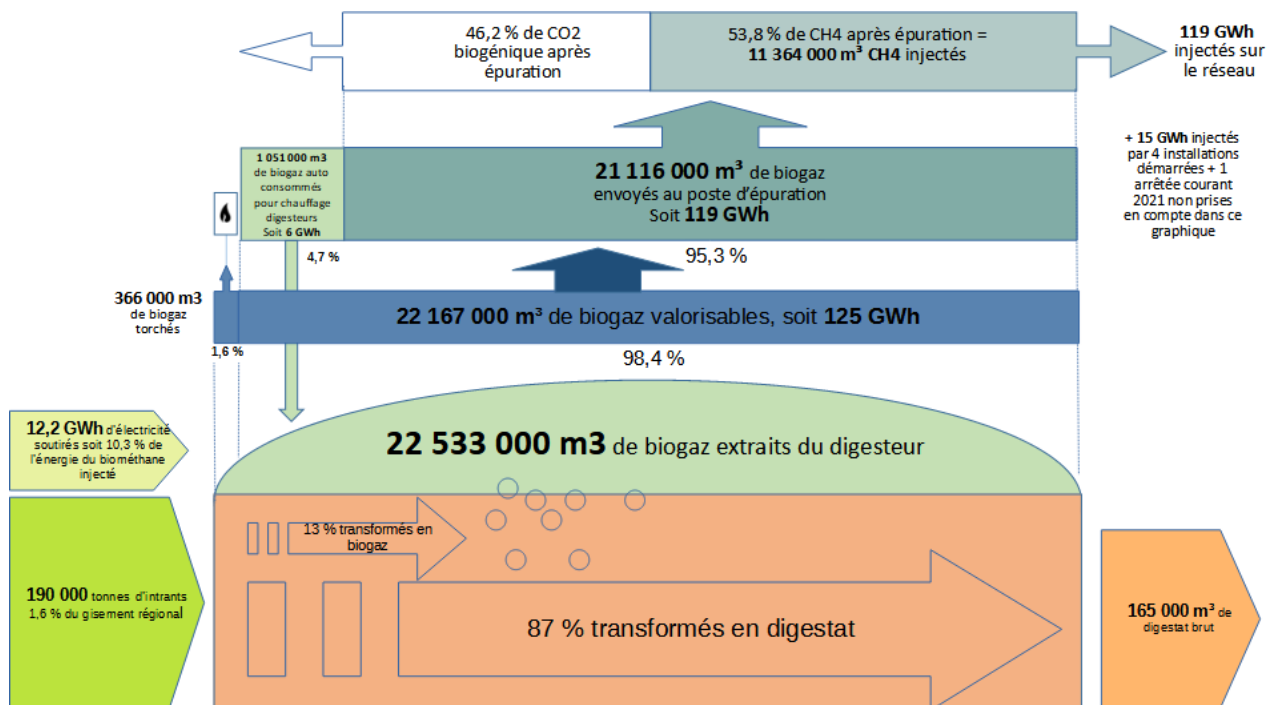 46,2 % de CO2
biogénique après
épuration
53,8 % de CH4 après épuration =
11 364 000 m³ CH4 injectés
119 GWh
injectés sur
le réseau
1 051 000 m3
de biogaz auto
consommés
pour chauffage
digesteurs
Soit 6 GWh
21 116 000 m³ de biogaz
envoyés au poste d'épuration
Soit 119 GWh
+ 15 GWh injectés
par 4 installations
démarrées + 1
arrêtée courant
2021 non prises
en compte dans ce
graphique
4,7 %
95,3 %
366 000 m3
de biogaz
torchés
22 167 000 m³ de biogaz valorisables, soit 125 GWh
1,6 %
98,4 %
12,2 GWh d'électricité
soutirés soit 10,3 % de
l'énergie du biométhane
injecté
22 533 000 m3 de biogaz extraits du digesteur
13 % transformés en
biogaz
190 000 tonnes d'intrants
1,6 % du gisement régional
87 % transformés en digestat
165 000 m³ de
digestat brut